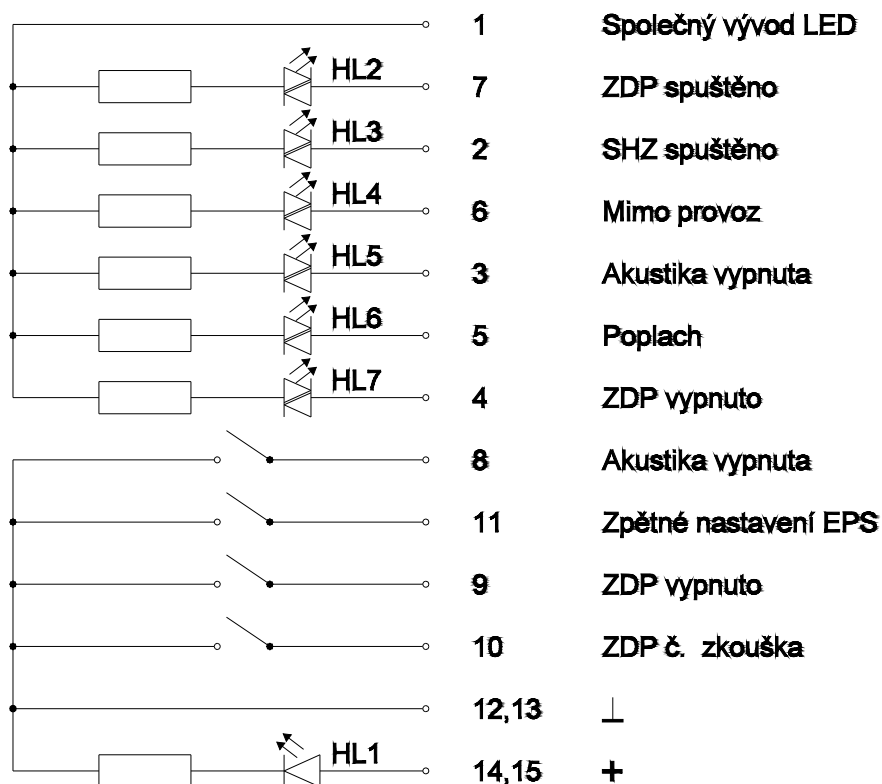 1 Společný vývod LED
HL2 7 ZDP spuštěno
HL3 2 SHZ spuštěno
HL4 6 Mimo provoz
HL5 3 Akustika vypnuta
HL6 5 Poplach
HL7 4 ZDP vypnuto
8 Akustika vypnuta
11 Zpětné nastavení EPS
9 ZDP vypnuto
10 ZDP č. zkouška
12,13 ⊥
HL1 14,15 +